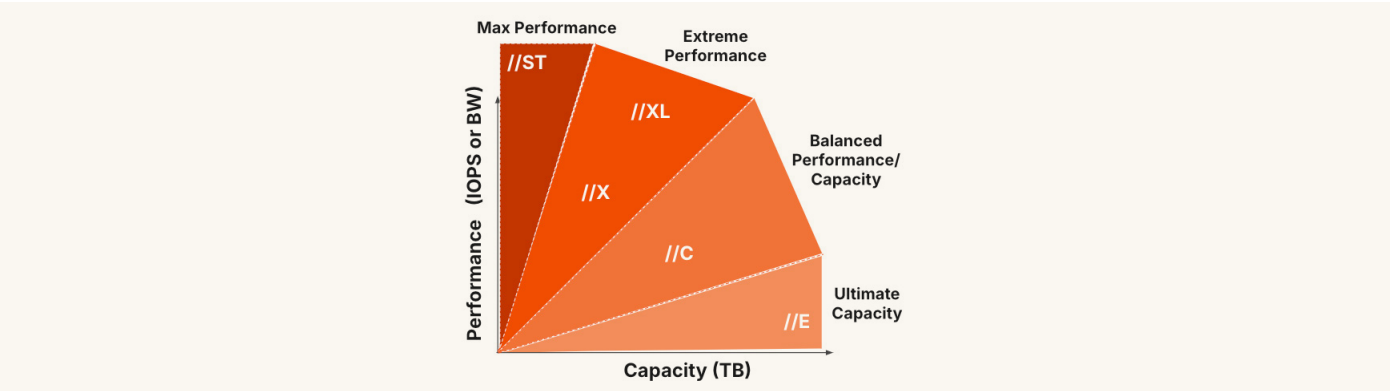 Max Performance
Extreme
Performance
//ST
//XL
Performance (IOPS or BW)
Balanced
Performance/
Capacity
//X
//C
Ultimate
Capacity
//E
Capacity (TB)